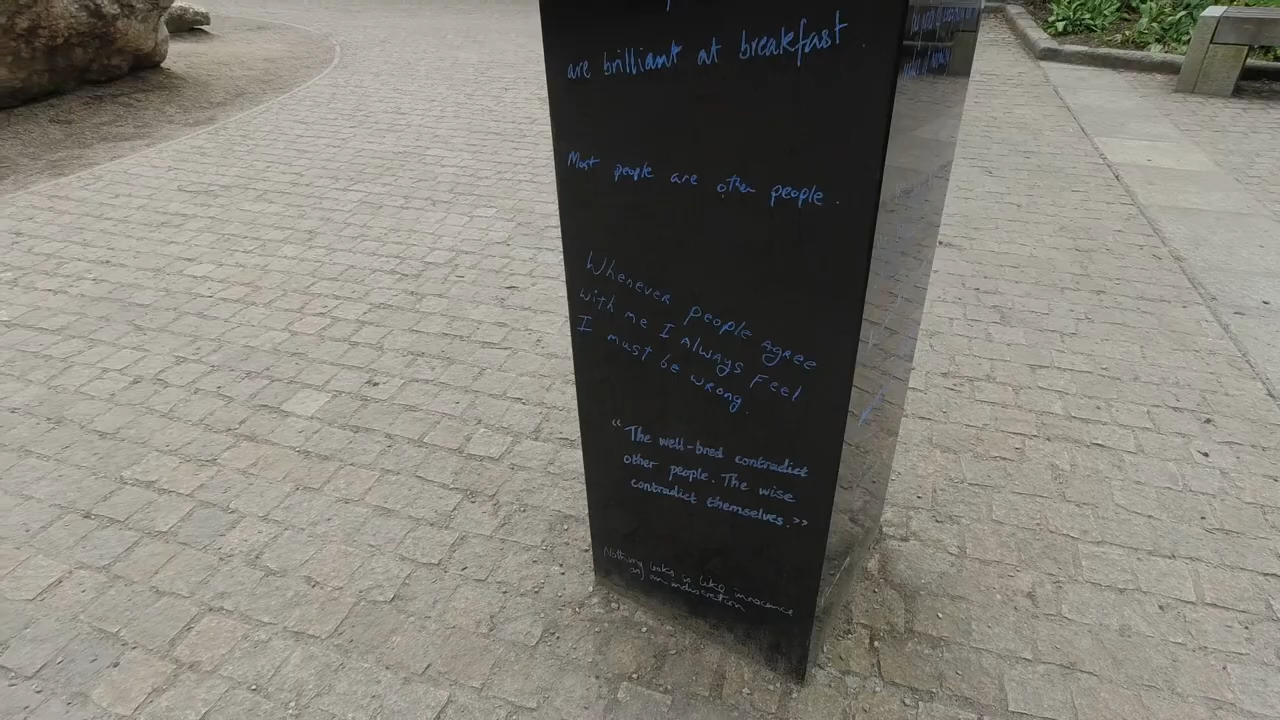 are brilliant at breakfast.
Most people are other people.
Whenever people agree
with me I always feel
I must be wrong.
“The well-bred contradict
other people. The wise
contradict themselves.”
Nothing looks so like innocence
as an indiscretion